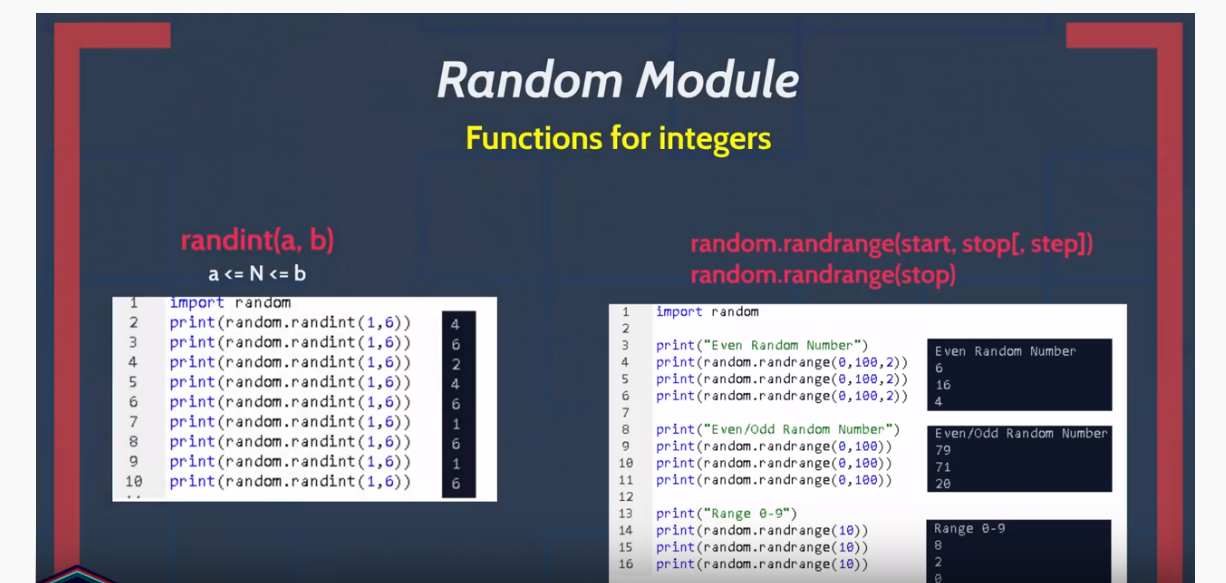 Random Module
Functions for integers
randint(a, b)
a <= N <= b
1 import random
2 print(random.randint(1,6))
3 print(random.randint(1,6))
4 print(random.randint(1,6))
5 print(random.randint(1,6))
6 print(random.randint(1,6))
7 print(random.randint(1,6))
8 print(random.randint(1,6))
9 print(random.randint(1,6))
10 print(random.randint(1,6))
4
6
2
4
6
1
6
1
6
random.randrange(start, stop[, step])
random.randrange(stop)
1 import random
2
3 print("Even Random Number")
4 print(random.randrange(0,100,2))
5 print(random.randrange(0,100,2))
6 print(random.randrange(0,100,2))
7
8 print("Even/Odd Random Number")
9 print(random.randrange(0,100))
10 print(random.randrange(0,100))
11 print(random.randrange(0,100))
12
13 print("Range 0-9")
14 print(random.randrange(10))
15 print(random.randrange(10))
16 print(random.randrange(10))
Even Random Number
6
16
4
Even/Odd Random Number
79
71
20
Range 0-9
8
2
0